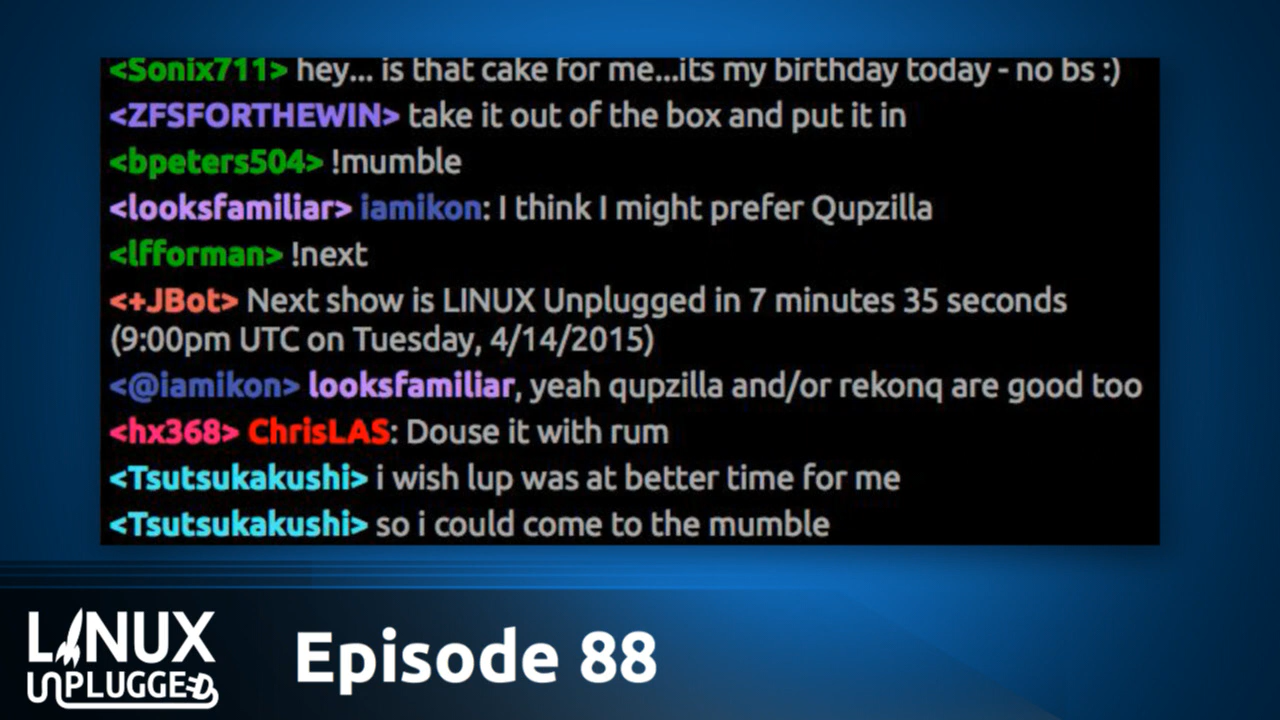 <Sonix711> hey... is that cake for me...its my birthday today - no bs :)
<ZFSFORTHEWIN> take it out of the box and put it in
<bpeters504> !mumble
<looksfamiliar> iamikon: I think I might prefer Qupzilla
<lfforman> !next
<+JBot> Next show is LINUX Unplugged in 7 minutes 35 seconds
(9:00pm UTC on Tuesday, 4/14/2015)
<@iamikon> looksfamiliar, yeah qupzilla and/or rekonq are good too
<hx368> ChrisLAS: Douse it with rum
<Tsutsukakushi> i wish lup was at better time for me
<Tsutsukakushi> so i could come to the mumble
LINUX
UNPLUGGED
Episode 88